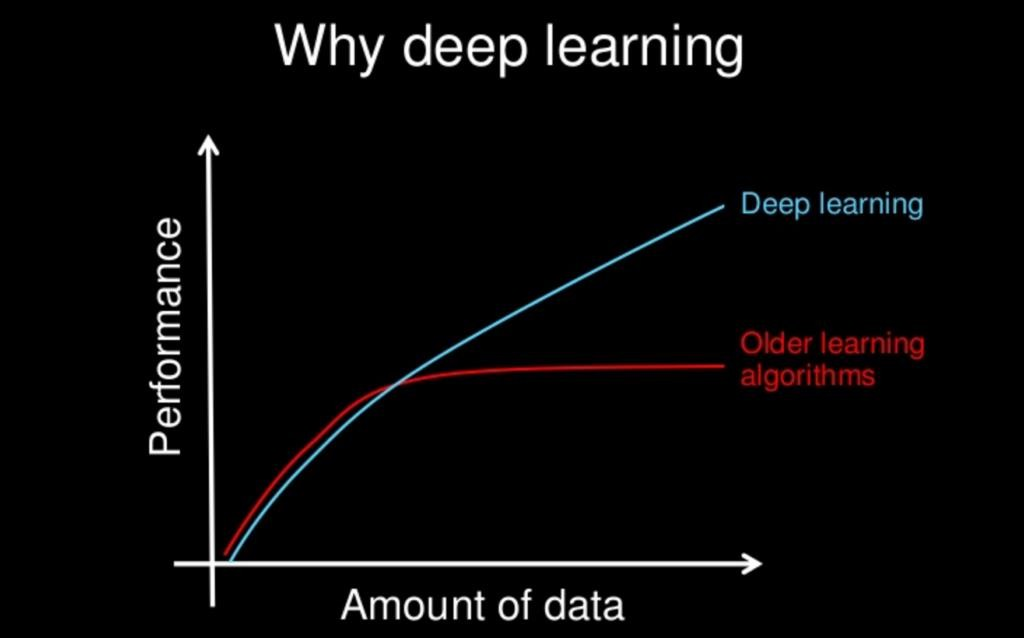 Why deep learning
Performance
Deep learning
Older learning
algorithms
Amount of data